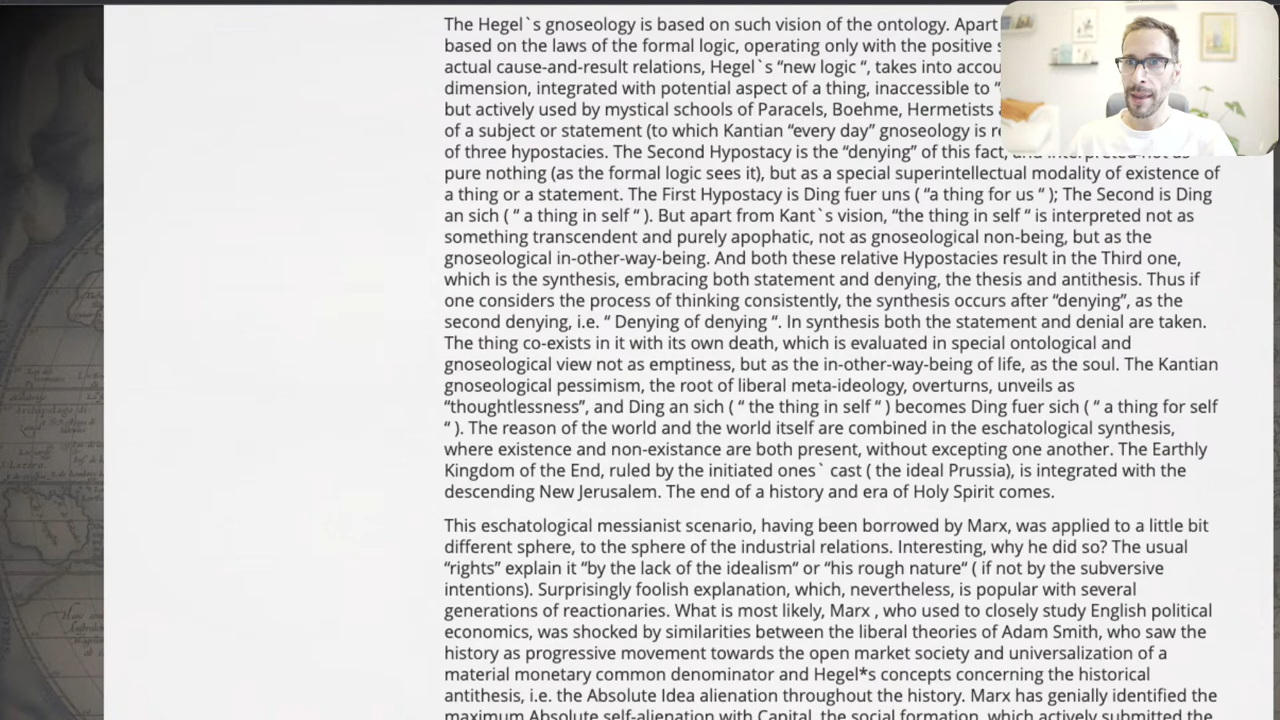 The Hegel`s gnoseology is based on such vision of the ontology. Apart
based on the laws of the formal logic, operating only with the positive
actual cause-and-result relations, Hegel`s “new logic “, takes into
dimension, integrated with potential aspect of a thing, inaccessible to
but actively used by mystical schools of Paracels, Boehme, Hermetists
of a subject or statement (to which Kantian “every day” gnoseology is
of three hypostacies. The Second Hypostacy is the “denying” of this fact,
pure nothing (as the formal logic sees it), but as a special superintellectual modality of existence of
a thing or a statement. The First Hypostacy is Ding fuer uns ( “a thing for us “ ); The Second is Ding
an sich ( “ a thing in self “ ). But apart from Kant`s vision, “the thing in self “ is interpreted not as
something transcendent and purely apophatic, not as gnoseological non-being, but as the
gnoseological in-other-way-being. And both these relative Hypostacies result in the Third one,
which is the synthesis, embracing both statement and denying, the thesis and antithesis. Thus if
one considers the process of thinking consistently, the synthesis occurs after “denying”, as the
second denying, i.e. “ Denying of denying “. In synthesis both the statement and denial are taken.
The thing co-exists in it with its own death, which is evaluated in special ontological and
gnoseological view not as emptiness, but as the in-other-way-being of life, as the soul. The Kantian
gnoseological pessimism, the root of liberal meta-ideology, overturns, unveils as
“thoughtlessness”, and Ding an sich ( “ the thing in self “ ) becomes Ding fuer sich ( “ a thing for self
“ ). The reason of the world and the world itself are combined in the eschatological synthesis,
where existence and non-existance are both present, without excepting one another. The Earthly
Kingdom of the End, ruled by the initiated ones` cast ( the ideal Prussia), is integrated with the
descending New Jerusalem. The end of a history and era of Holy Spirit comes.
This eschatological messianist scenario, having been borrowed by Marx, was applied to a little bit
different sphere, to the sphere of the industrial relations. Interesting, why he did so? The usual
“rights” explain it “by the lack of the idealism“ or “his rough nature“ ( if not by the subversive
intentions). Surprisingly foolish explanation, which, nevertheless, is popular with several
generations of reactionaries. What is most likely, Marx , who used to closely study English political
economics, was shocked by similarities between the liberal theories of Adam Smith, who saw the
history as progressive movement towards the open market society and universalization of a
material monetary common denominator and Hegel*s concepts concerning the historical
antithesis, i.e. the Absolute Idea alienation throughout the history. Marx has genially identified the
maximum Absolute self-alienation with Capital, the social formation, which actively submitted the